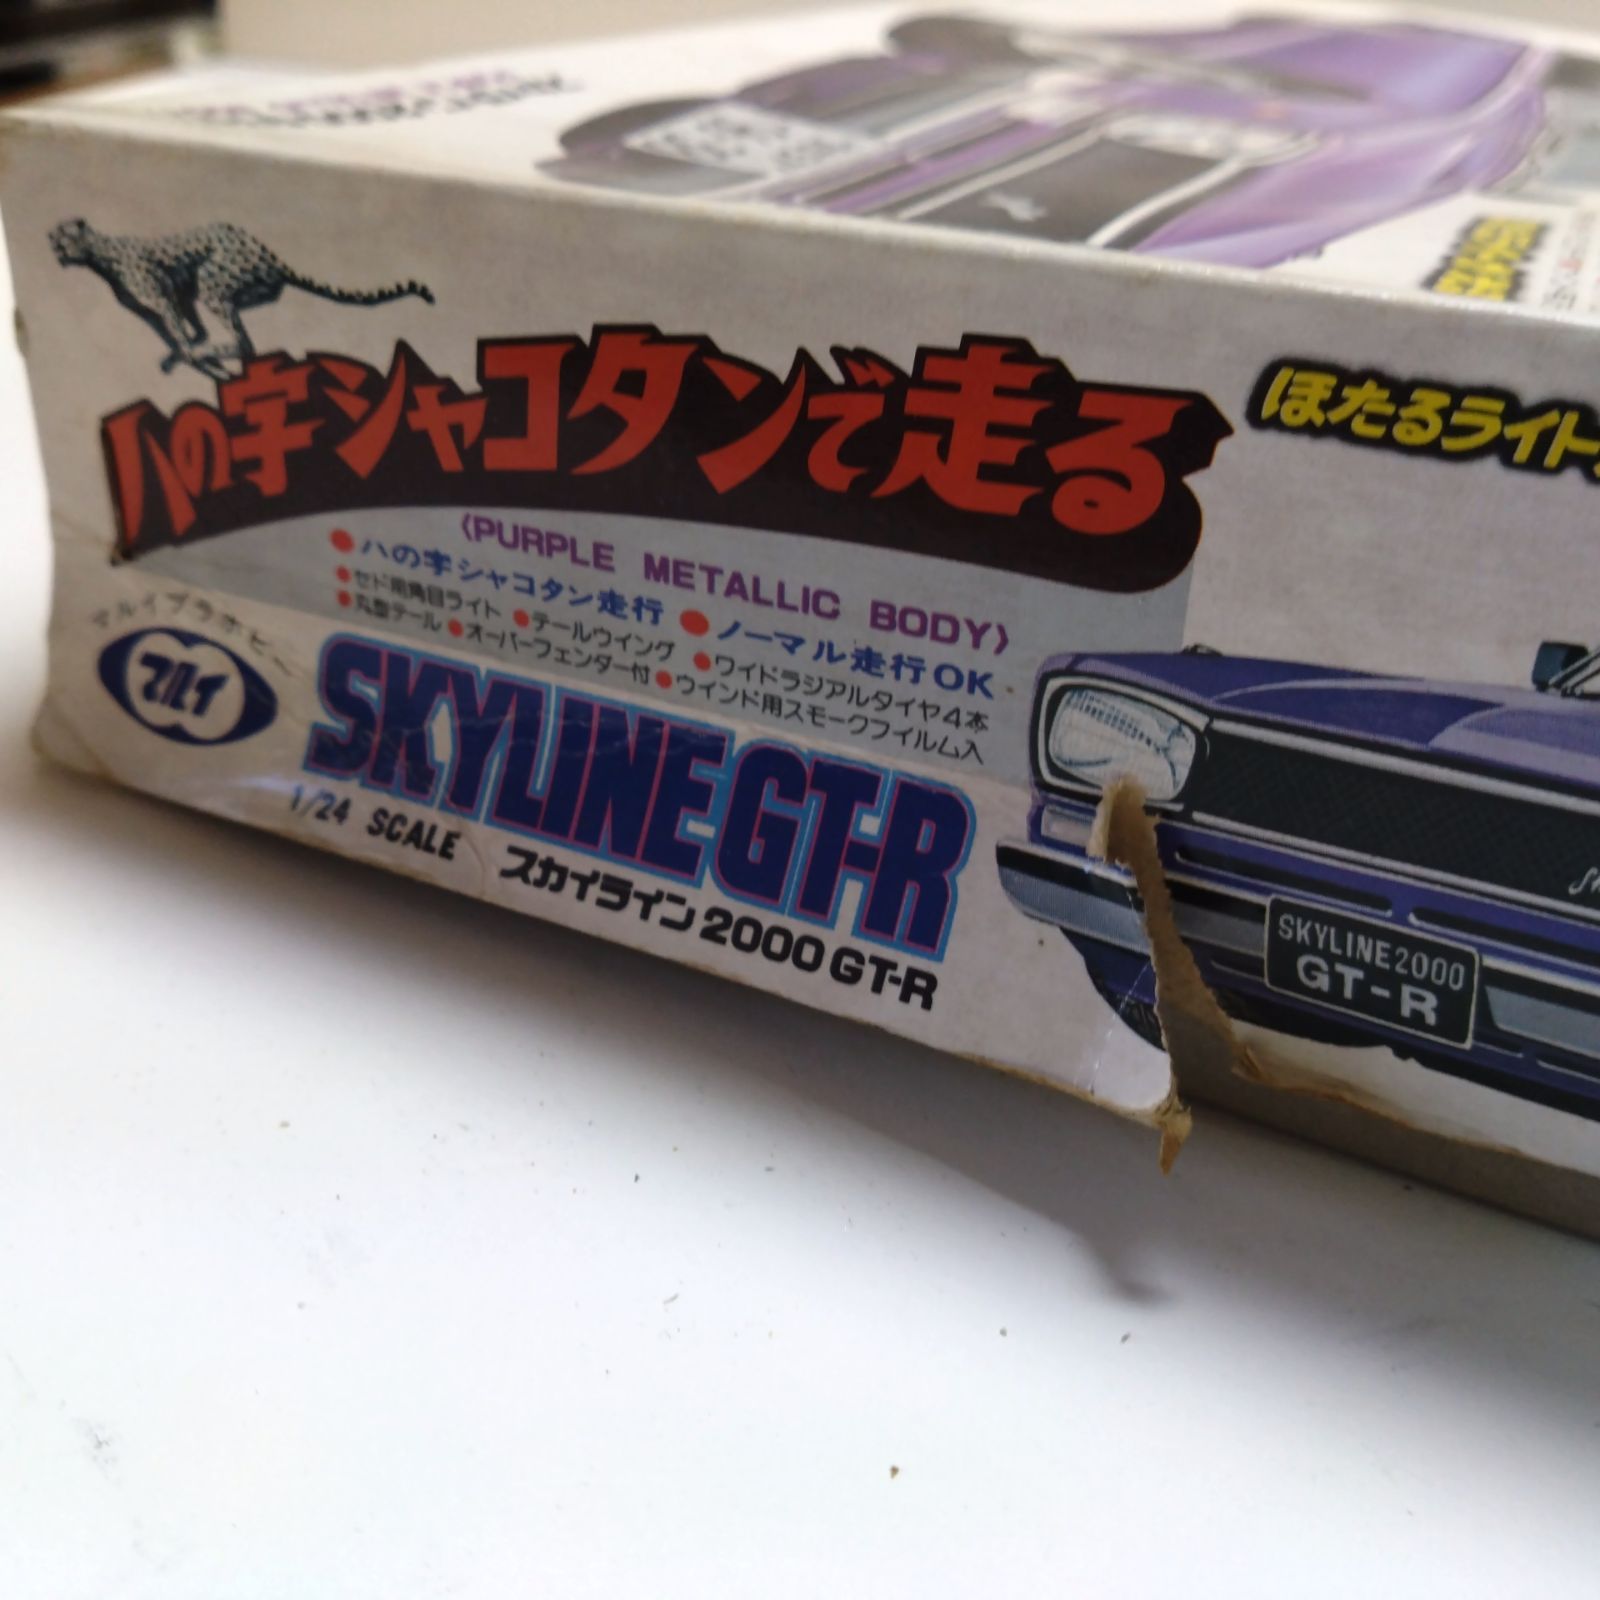 ハの字シャコタンで走る
ほたるライト
〈PURPLE METALLIC BODY〉
●ハの字シャコタン走行 ●ノーマル走行OK
●セド用角目ライト ●テールウイング ●ワイドラジアルタイヤ4本
●丸型テール ●オーバーフェンダー付 ●ウインド用スモークフィルム入
マルイプラホビー
マルイ
SKYLINE GT-R
1/24 SCALE
スカイライン2000GT-R
SKYLINE2000
GT-R